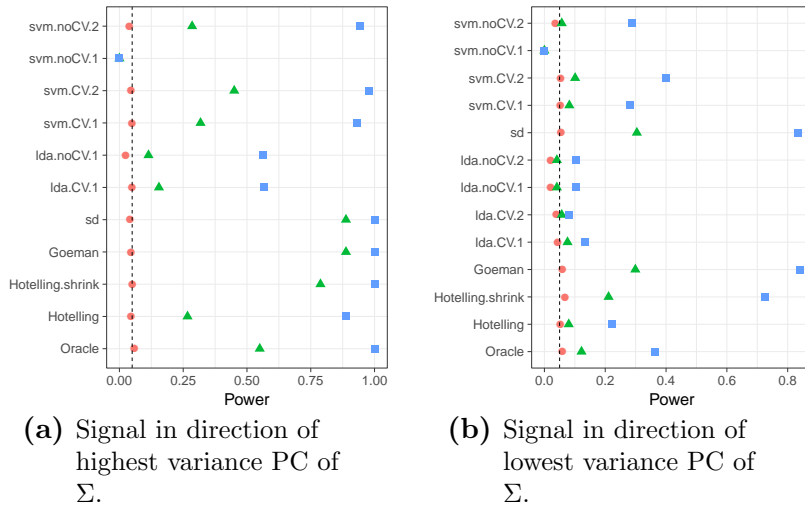 svm.noCV.2
svm.noCV.1
svm.CV.2
svm.CV.1
lda.noCV.1
lda.CV.1
sd
Goeman
Hotelling.shrink
Hotelling
Oracle
0.00 0.25 0.50 0.75 1.00
Power
(a) Signal in direction of
highest variance PC of
Σ.
svm.noCV.2
svm.noCV.1
svm.CV.2
svm.CV.1
sd
lda.noCV.2
lda.noCV.1
lda.CV.2
lda.CV.1
Goeman
Hotelling.shrink
Hotelling
Oracle
0.0 0.2 0.4 0.6 0.8
Power
(b) Signal in direction of
lowest variance PC of
Σ.